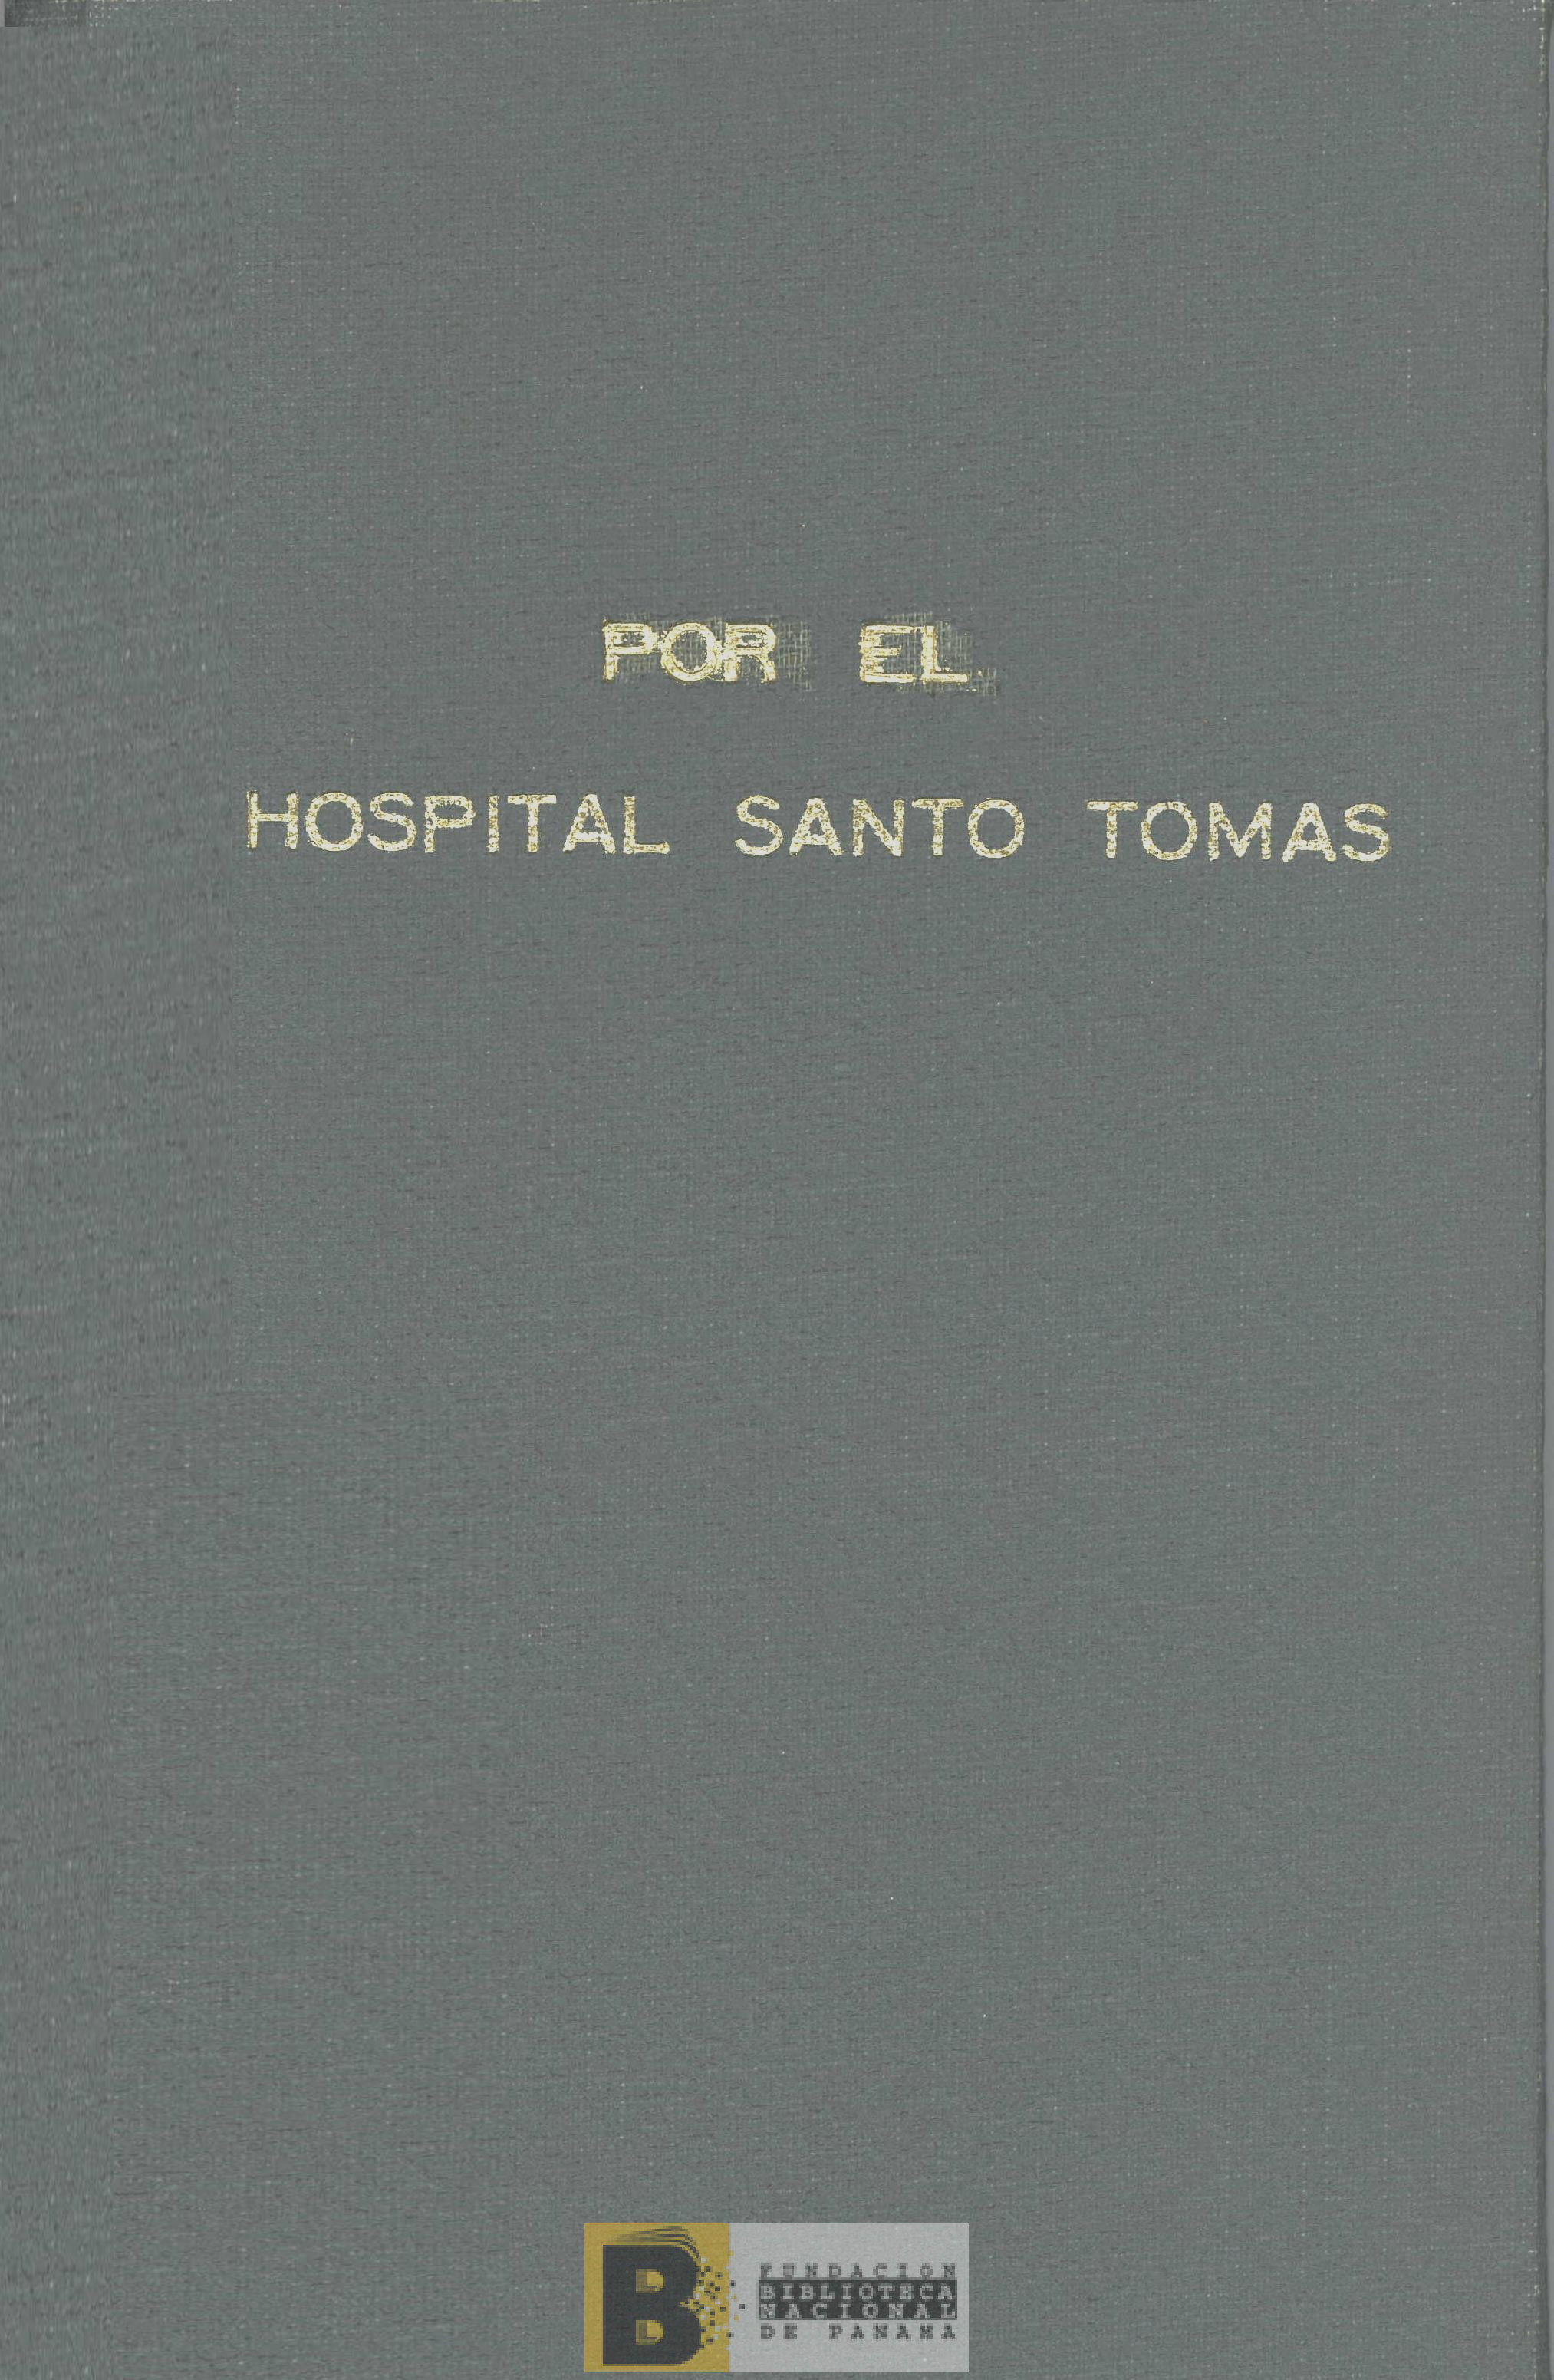 POR EL
HOSPITAL SANTO TOMAS
FUNDACION
BIBLIOTECA
NACIONAL
DE PANAMA